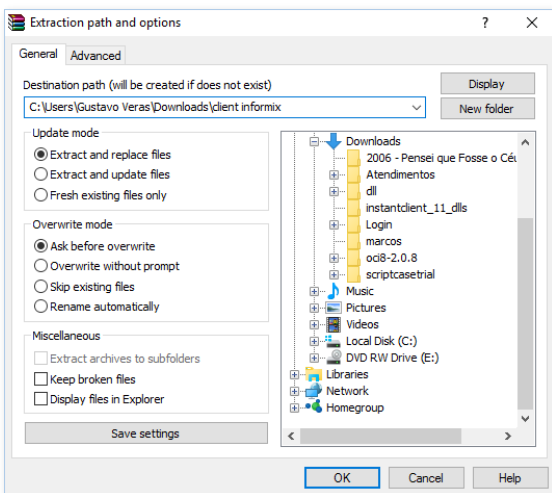 Extraction path and options
General Advanced
Destination path (will be created if does not exist)
C:\Users\Gustavo Veras\Downloads\client informix
Display
New folder
Update mode
Extract and replace files
Extract and update files
Fresh existing files only
Overwrite mode
Ask before overwrite
Overwrite without prompt
Skip existing files
Rename automatically
Miscellaneous
Extract archives to subfolders
Keep broken files
Display files in Explorer
Save settings
Downloads
2006 - Pensei que Fosse o Céu
Atendimentos
dll
instantclient_11_dlls
Login
marcos
oci8-2.0.8
scriptcasetrial
Music
Pictures
Videos
Local Disk (C:)
DVD RW Drive (E:)
Libraries
Network
Homegroup
OK Cancel Help